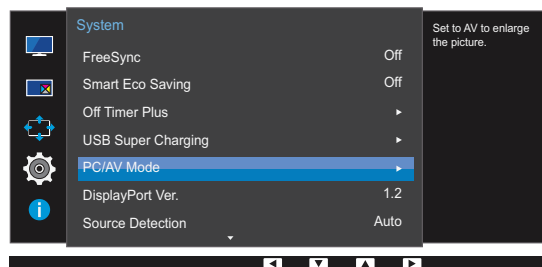 System
FreeSync Off
Smart Eco Saving Off
Off Timer Plus
USB Super Charging
PC/AV Mode
DisplayPort Ver. 1.2
Source Detection Auto
Set to AV to enlarge
the picture.